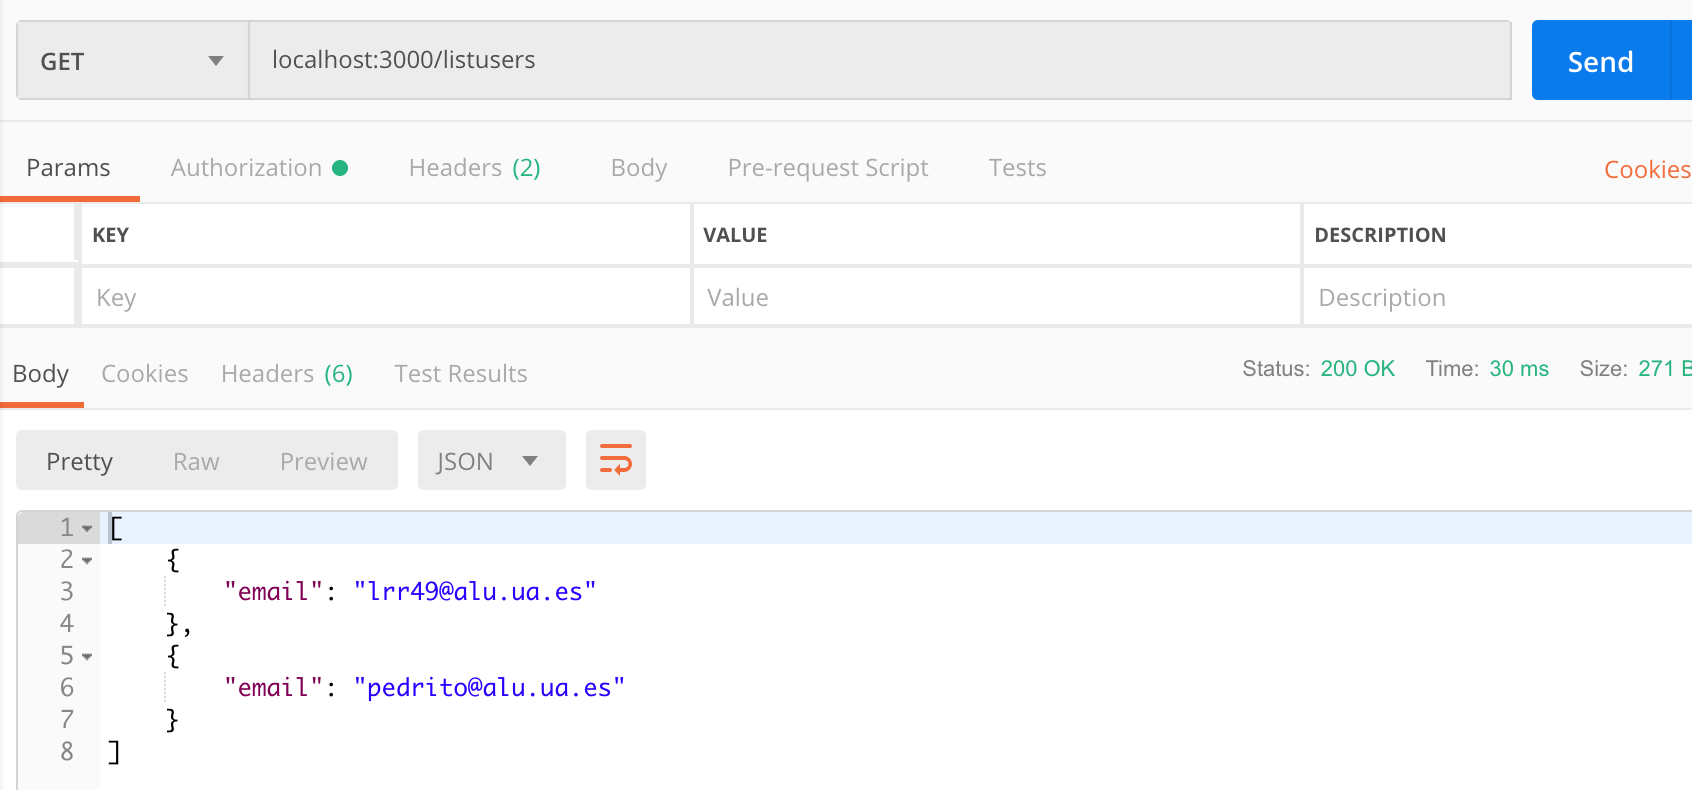 GET localhost:3000/listusers Send
Params Authorization Headers (2) Body Pre-request Script Tests Cookies
KEY VALUE DESCRIPTION
Key Value Description
Body Cookies Headers (6) Test Results Status: 200 OK Time: 30 ms Size: 271 B
Pretty Raw Preview JSON
1 [
2 {
3 "email": "lrr49@alu.ua.es"
4 },
5 {
6 "email": "pedrito@alu.ua.es"
7 }
8 ]